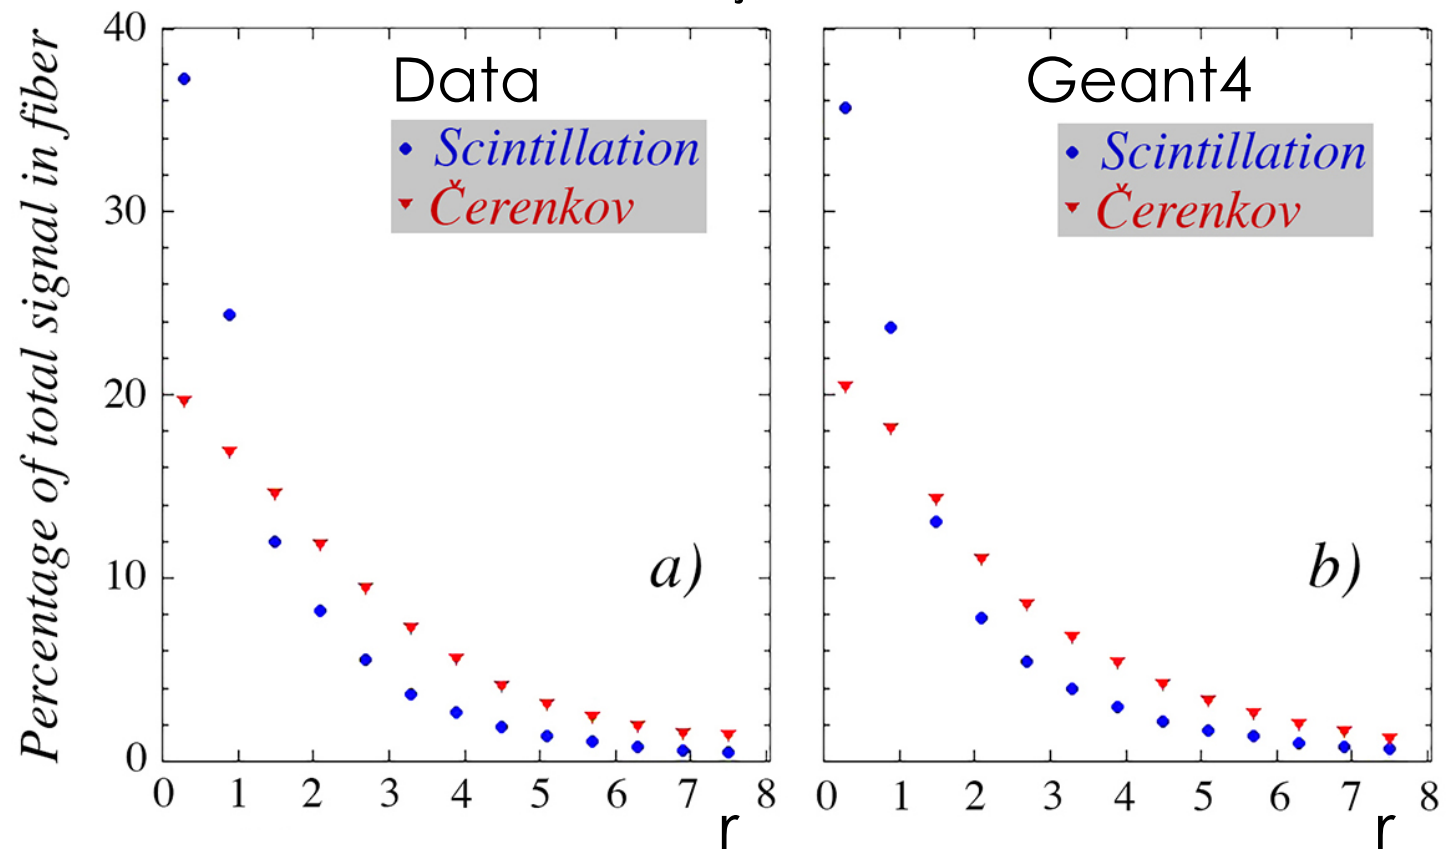 Percentage of total signal in fiber
40
30
20
10
0
Data
Scintillation
Čerenkov
a)
0 1 2 3 4 5 6 7 8
r
Geant4
Scintillation
Čerenkov
b)
0 1 2 3 4 5 6 7 8
r